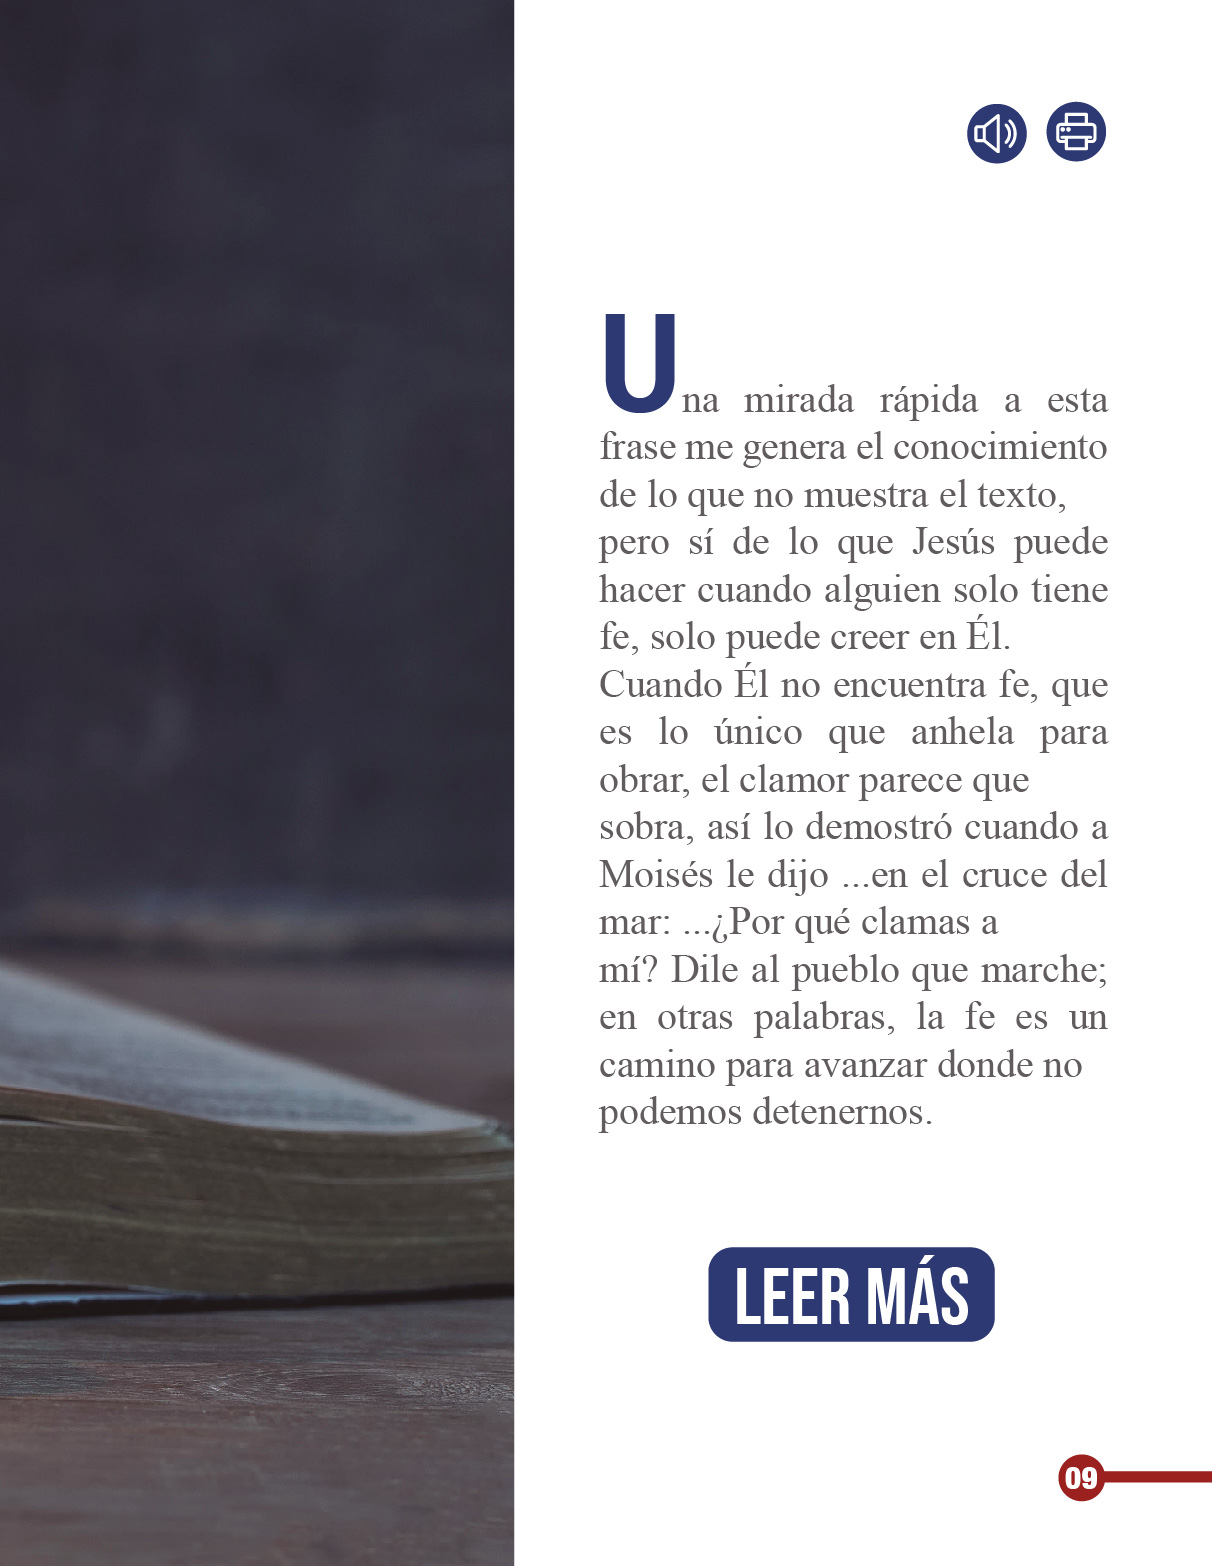 Una mirada rápida a esta
frase me genera el conocimiento
de lo que no muestra el texto,
pero sí de lo que Jesús puede
hacer cuando alguien solo tiene
fe, solo puede creer en Él.
Cuando Él no encuentra fe, que
es lo único que anhela para
obrar, el clamor parece que
sobra, así lo demostró cuando a
Moisés le dijo ...en el cruce del
mar: ...¿Por qué clamas a
mí? Dile al pueblo que marche;
en otras palabras, la fe es un
camino para avanzar donde no
podemos detenernos.
LEER MÁS
09